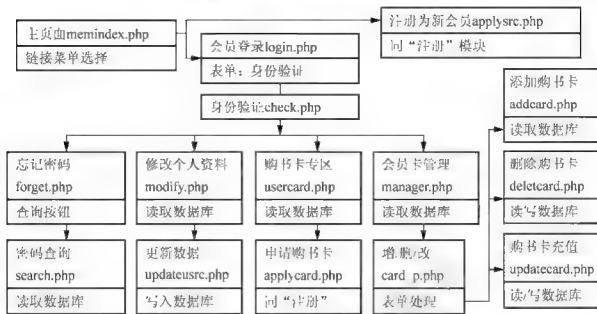 主页面memindex.php
链接菜单选择
注册为新会员applysrc.php
同“注册”模块
会员登录login.php
表单：身份验证
身份验证check.php
忘记密码
forget.php
查询按钮
修改个人资料
modify.php
读取数据库
购书卡专区
usercard.php
读取数据库
会员卡管理
manager.php
读取数据库
添加购书卡
addcard.php
读取数据库
删除购书卡
deletcard.php
读/写数据库
密码查询
search.php
读取数据库
更新数据
updateusrc.php
写入数据库
申请购书卡
applycard.php
同“注册”
增/删/改
card_p.php
表单处理
购书卡充值
updatecard.php
读/写数据库